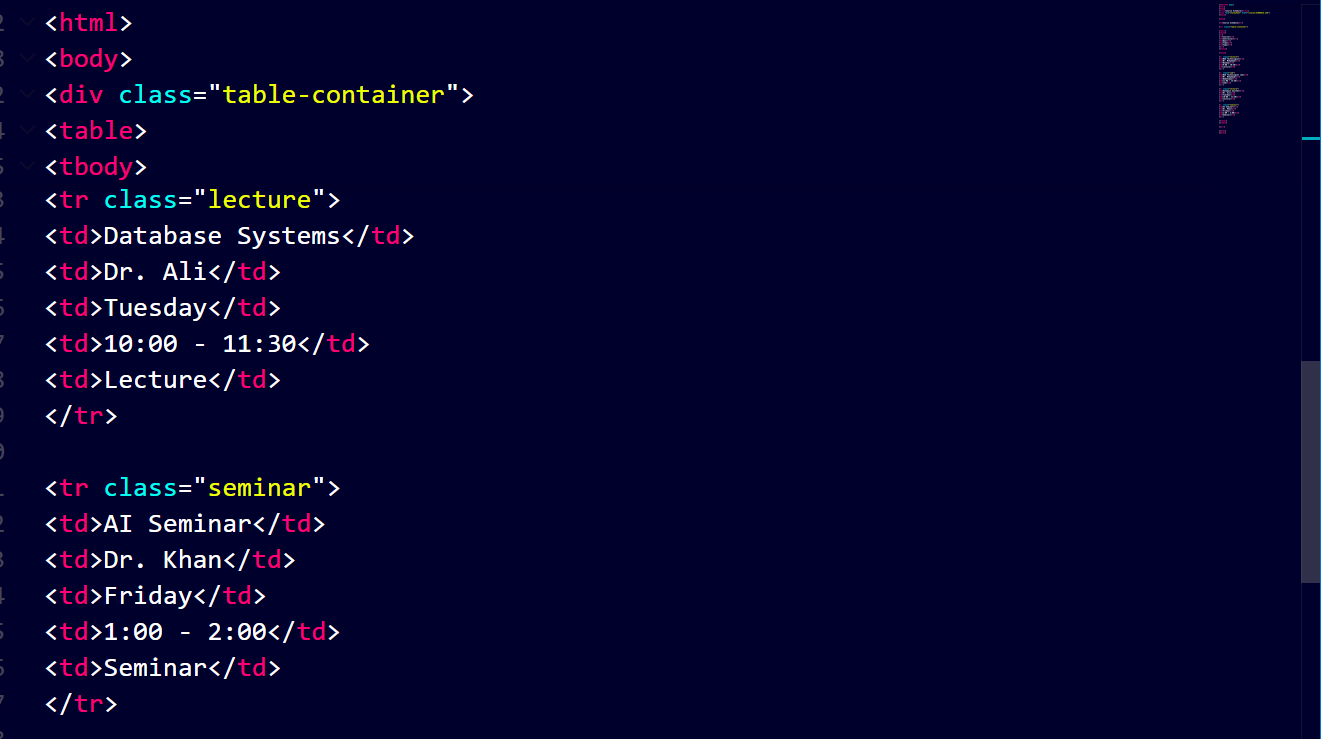 <html>
<body>
<div class="table-container">
<table>
<tbody>
<tr class="lecture">
<td>Database Systems</td>
<td>Dr. Ali</td>
<td>Tuesday</td>
<td>10:00 - 11:30</td>
<td>Lecture</td>
</tr>

<tr class="seminar">
<td>AI Seminar</td>
<td>Dr. Khan</td>
<td>Friday</td>
<td>1:00 - 2:00</td>
<td>Seminar</td>
</tr>